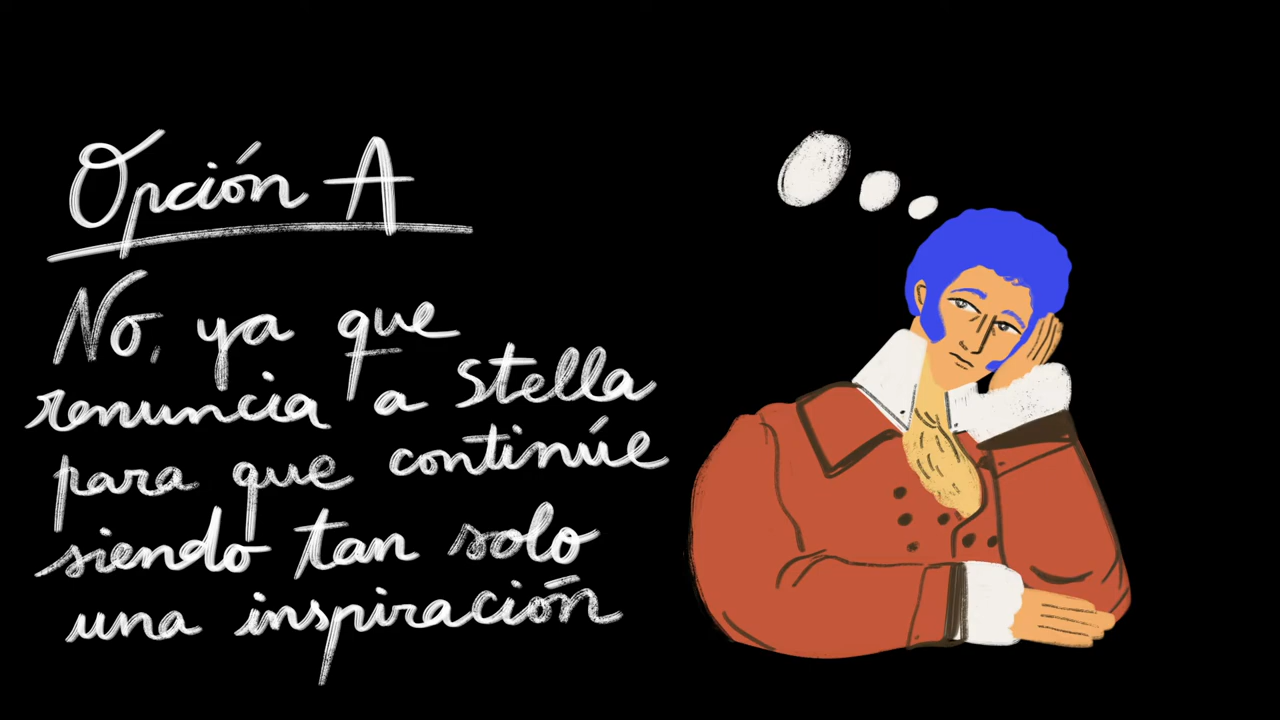 Opción A
No, ya que
renuncia a Stella
para que continúe
siendo tan solo
una inspiración